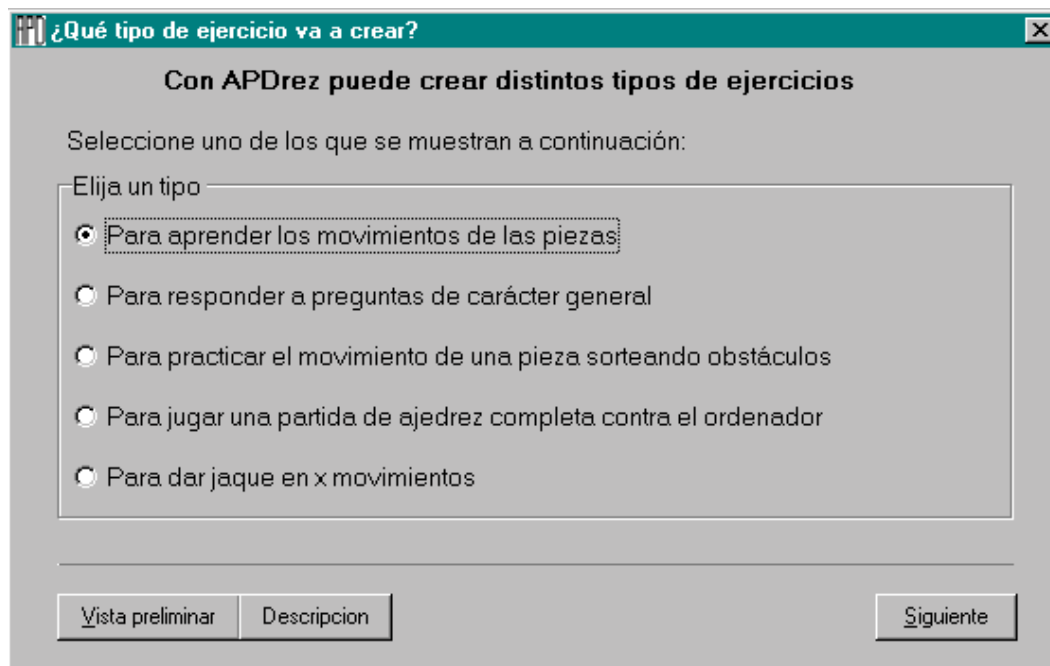 ¿Qué tipo de ejercicio va a crear?
Con APDrez puede crear distintos tipos de ejercicios
Seleccione uno de los que se muestran a continuación:
Elija un tipo
Para aprender los movimientos de las piezas
Para responder a preguntas de carácter general
Para practicar el movimiento de una pieza sorteando obstáculos
Para jugar una partida de ajedrez completa contra el ordenador
Para dar jaque en x movimientos
Vista preliminar Descripcion Siguiente